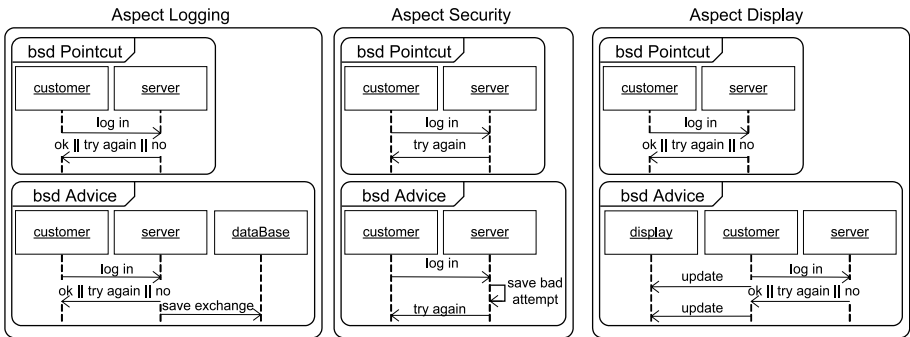 Aspect Logging
bsd Pointcut
customer server
log in
ok || try again || no
bsd Advice
customer server dataBase
log in
ok || try again || no
save exchange
Aspect Security
bsd Pointcut
customer server
log in
try again
bsd Advice
customer server
log in
save bad
attempt
try again
Aspect Display
bsd Pointcut
customer server
log in
ok || try again || no
bsd Advice
display customer server
log in
update
ok || try again || no
update